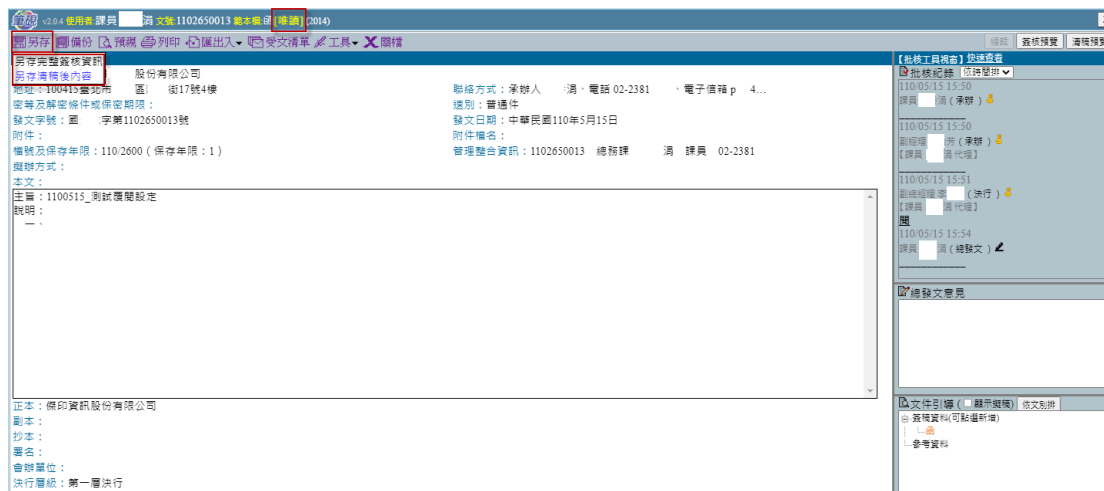 筆硯 v2.0.4 使用者:課員 涓 文號:1102650013 範本檔:函[唯讀](2014)
另存 備份 預視 列印 匯出入 受文清單 工具 關檔
簽核預覽 清稿預覽
另存完整簽核資訊
另存清稿後內容
股份有限公司
地址：100415臺北市 區 街17號4樓
聯絡方式：承辦人 涓、電話 02-2381 、電子信箱 p 4...
密等及解密條件或保密期限：
速別：普通件
發文字號：國 字第1102650013號
發文日期：中華民國110年5月15日
附件：
附件檔名：
檔號及保存年限：110/2600（保存年限：1）
管理整合資訊：1102650013 總務課 涓 課員 02-2381
擬辦方式：
本文：
主旨：1100515_測試覆閱設定
說明：
一、
正本：傑印資訊股份有限公司
副本：
抄本：
署名：
會辦單位：
決行層級：第一層決行
【批核工具視窗】快速查看
批核紀錄 依時間排
110/05/15 15:50
課員 涓（承辦）
110/05/15 15:50
副經理 芳（承辦）
【課員 涓代理】
110/05/15 15:51
副總經理李 （決行）
【課員 涓代理】
閱
110/05/15 15:54
課員 涓（總發文）
總發文意見
文件引導（ 顯示擬稿） 依文別排
簽稿資料(可點選新增)
函
參考資料